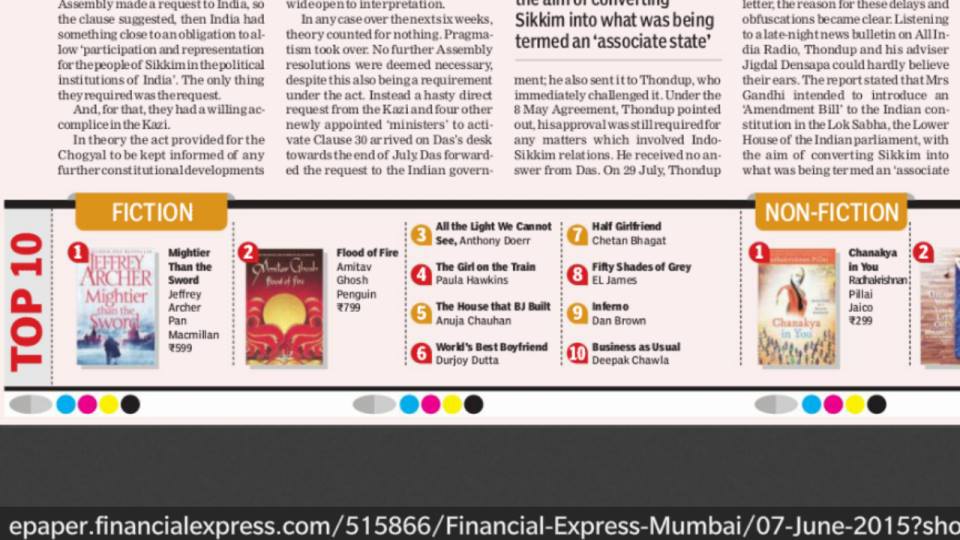 Assembly made a request to India, so
the clause suggested, then India had
something close to an obligation to al-
low ‘participation and representation
for the people of Sikkim in the political
institutions of India’. The only thing
they required was the request.
And, for that, they had a willing ac-
complice in the Kazi.
In theory the act provided for the
Chogyal to be kept informed of any
further constitutional developments
wide open to interpretation.
In any case over the next six weeks,
theory counted for nothing. Pragma-
tism took over. No further Assembly
resolutions were deemed necessary,
despite this also being a requirement
under the act. Instead a hasty direct
request from the Kazi and four other
newly appointed ‘ministers’ to acti-
vate Clause 30 arrived on Das’s desk
towards the end of July. Das forward-
ed the request to the Indian govern-
the aim of converting
Sikkim into what was being
termed an ‘associate state’
ment; he also sent it to Thondup, who
immediately challenged it. Under the
8 May Agreement, Thondup pointed
out, his approval was still required for
any matters which involved Indo-
Sikkim relations. He received no an-
swer from Das. On 29 July, Thondup
letter, the reason for these delays and
obfuscations became clear. Listening
to a late-night news bulletin on All In-
dia Radio, Thondup and his adviser
Jigdal Densapa could hardly believe
their ears. The report stated that Mrs
Gandhi intended to introduce an
‘Amendment Bill’ to the Indian con-
stitution in the Lok Sabha, the Lower
House of the Indian parliament, with
the aim of converting Sikkim into
what was being termed an ‘associate
TOP 10
FICTION
1
JEFFREY
ARCHER
Mightier
than the
Sword
Mightier
Than the
Sword
Jeffrey
Archer
Pan
Macmillan
₹599
2
Amitav Ghosh
flood of fire
Flood of Fire
Amitav
Ghosh
Penguin
₹799
3 All the Light We Cannot
See, Anthony Doerr
4 The Girl on the Train
Paula Hawkins
5 The House that BJ Built
Anuja Chauhan
6 World’s Best Boyfriend
Durjoy Dutta
7 Half Girlfriend
Chetan Bhagat
8 Fifty Shades of Grey
EL James
9 Inferno
Dan Brown
10 Business as Usual
Deepak Chawla
NON-FICTION
1
Radhakrishnan Pillai
Chanakya
in You
Chanakya
in You
Radhakrishnan
Pillai
Jaico
₹299
2
epaper.financialexpress.com/515866/Financial-Express-Mumbai/07-June-2015?sho